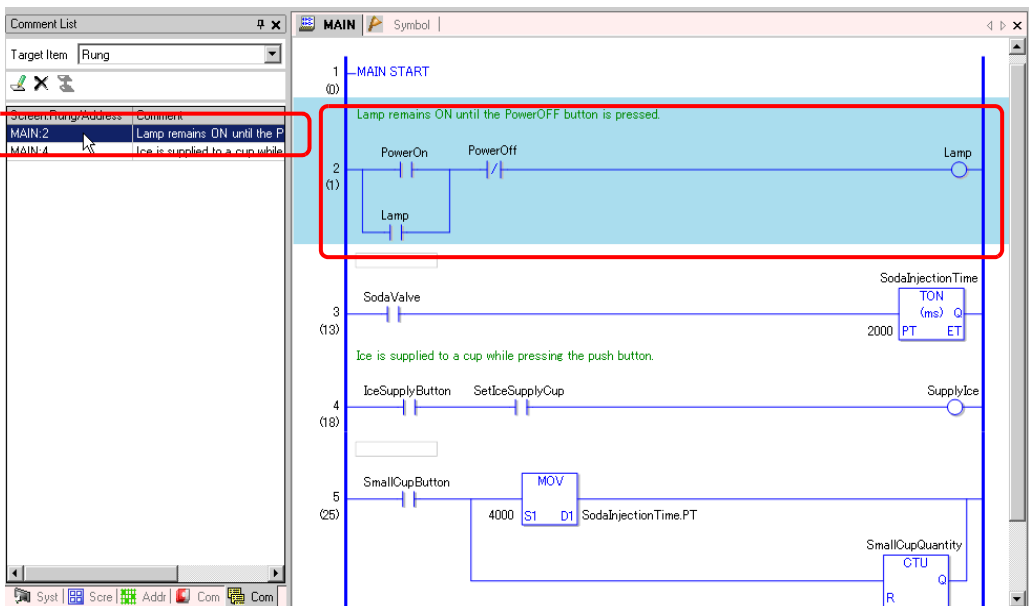 Comment List
Target Item Rung
Screen:Rung/Address Comment
MAIN:2 Lamp remains ON until the P
MAIN:4 Ice is supplied to a cup while
Syst Scre Addr Com Com
MAIN Symbol
1 MAIN START
(0)
Lamp remains ON until the PowerOFF button is pressed.
PowerOn PowerOff Lamp
2
(1)
Lamp
SodaInjectionTime
SodaValve TON
3 (ms) Q
(13) 2000 PT ET
Ice is supplied to a cup while pressing the push button.
IceSupplyButton SetIceSupplyCup SupplyIce
4
(18)
SmallCupButton MOV
5
(25) 4000 S1 D1 SodaInjectionTime.PT
SmallCupQuantity
CTU
Q
R